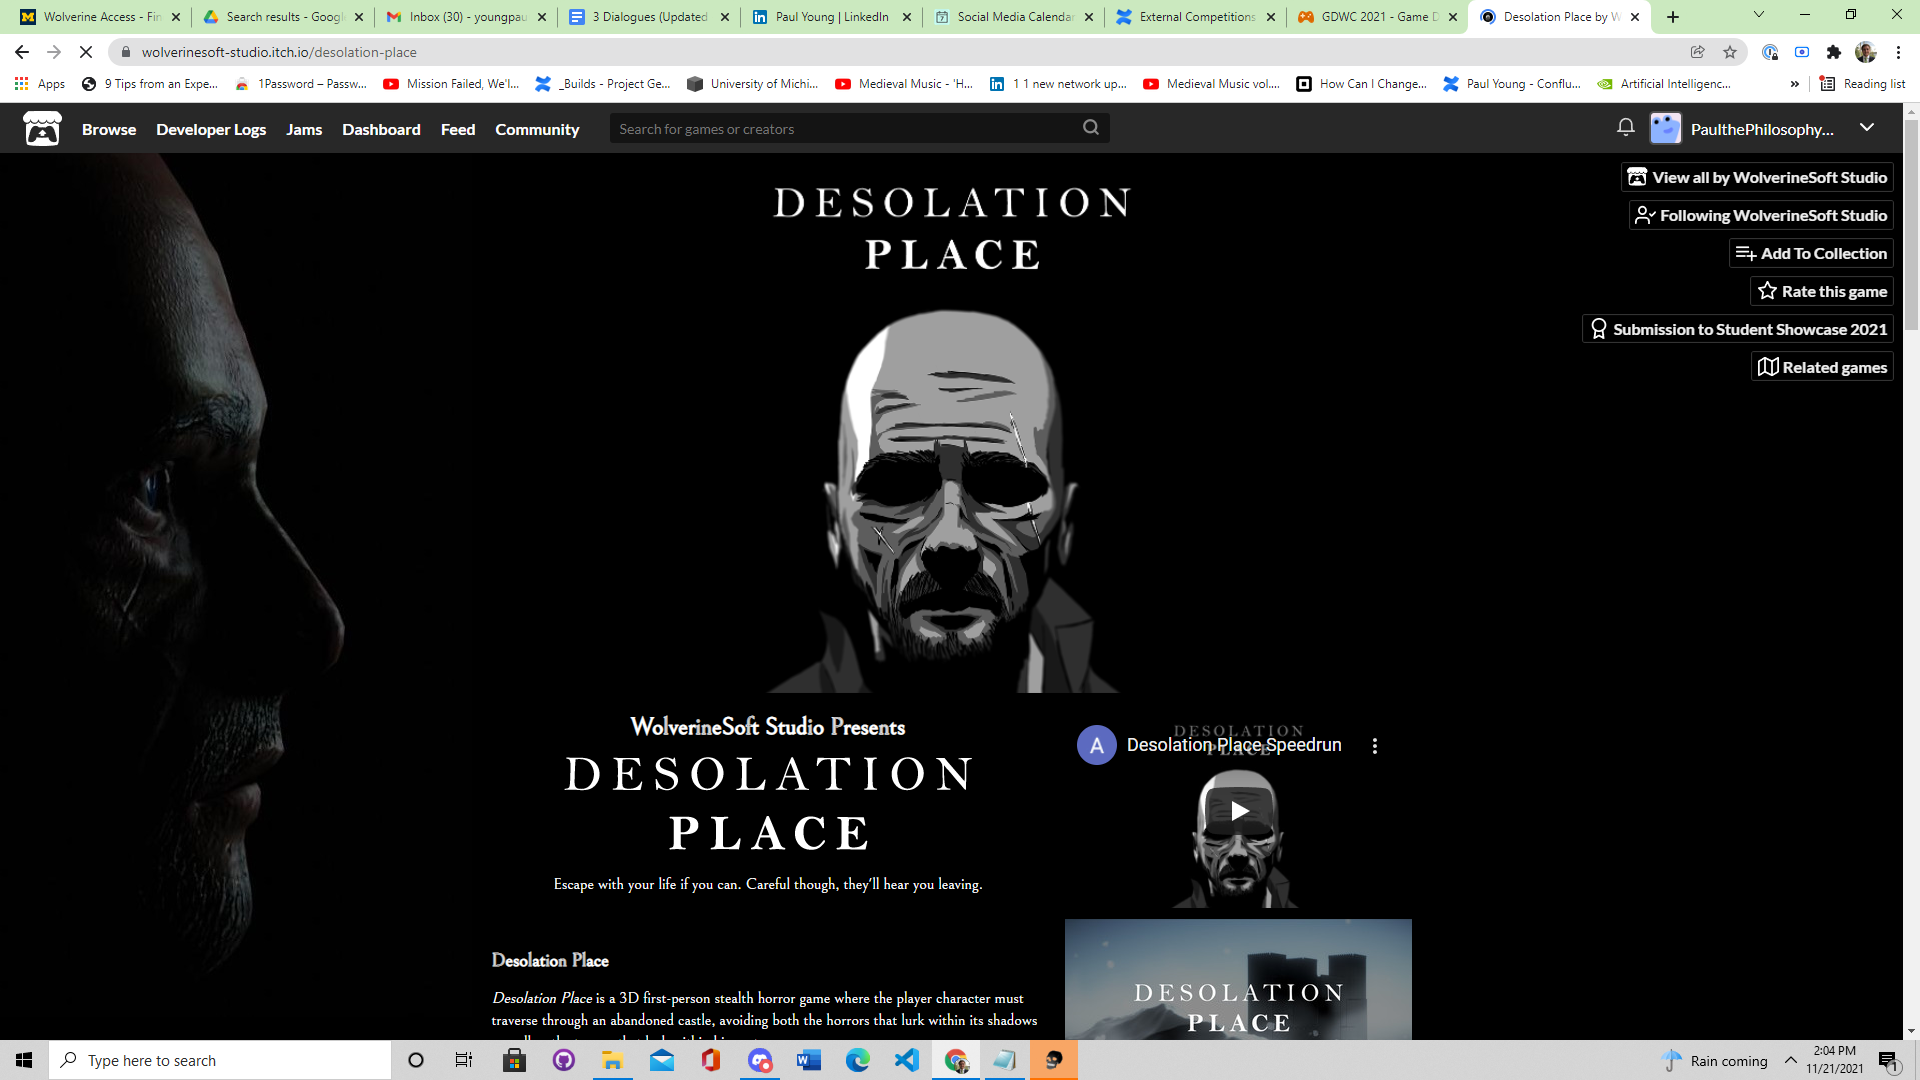 Wolverine Access - Fin
Search results - Googl
Inbox (30) - youngpau
3 Dialogues (Updated
Paul Young | LinkedIn
Social Media Calendar
External Competitions
GDWC 2021 - Game D
Desolation Place by W
wolverinesoft-studio.itch.io/desolation-place
Apps
9 Tips from an Expe...
1Password – Passw...
Mission Failed, We'l...
_Builds - Project Ge...
University of Michi...
Medieval Music - 'H...
1 1 new network up...
Medieval Music vol....
How Can I Change...
Paul Young - Conflu...
Artificial Intelligenc...
»
Reading list
Browse
Developer Logs
Jams
Dashboard
Feed
Community
Search for games or creators
PaulthePhilosophy...
View all by WolverineSoft Studio
Following WolverineSoft Studio
Add To Collection
Rate this game
Submission to Student Showcase 2021
Related games
DESOLATION
PLACE
WolverineSoft Studio Presents
DESOLATION
PLACE
Escape with your life if you can. Careful though, they'll hear you leaving.
Desolation Place
Desolation Place is a 3D first-person stealth horror game where the player character must
traverse through an abandoned castle, avoiding both the horrors that lurk within its shadows
DESOLATION
PLACE
A
Desolation Place Speedrun
DESOLATION
PLACE
Type here to search
Rain coming
2:04 PM
11/21/2021
1